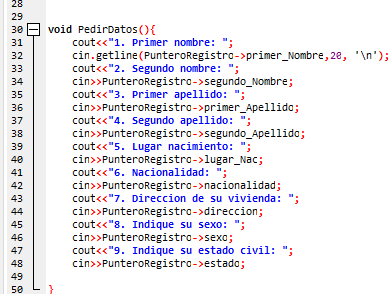 28
29
30 void PedirDatos(){
31 cout<<"1. Primer nombre: ";
32 cin.getline(PunteroRegistro->primer_Nombre,20, '\n');
33 cout<<"2. Segundo nombre: ";
34 cin>>PunteroRegistro->segundo_Nombre;
35 cout<<"3. Primer apellido: ";
36 cin>>PunteroRegistro->primer_Apellido;
37 cout<<"4. Segundo apellido: ";
38 cin>>PunteroRegistro->segundo_Apellido;
39 cout<<"5. Lugar nacimiento: ";
40 cin>>PunteroRegistro->lugar_Nac;
41 cout<<"6. Nacionalidad: ";
42 cin>>PunteroRegistro->nacionalidad;
43 cout<<"7. Direccion de su vivienda: ";
44 cin>>PunteroRegistro->direccion;
45 cout<<"8. Indique su sexo: ";
46 cin>>PunteroRegistro->sexo;
47 cout<<"9. Indique su estado civil: ";
48 cin>>PunteroRegistro->estado;
49
50 }